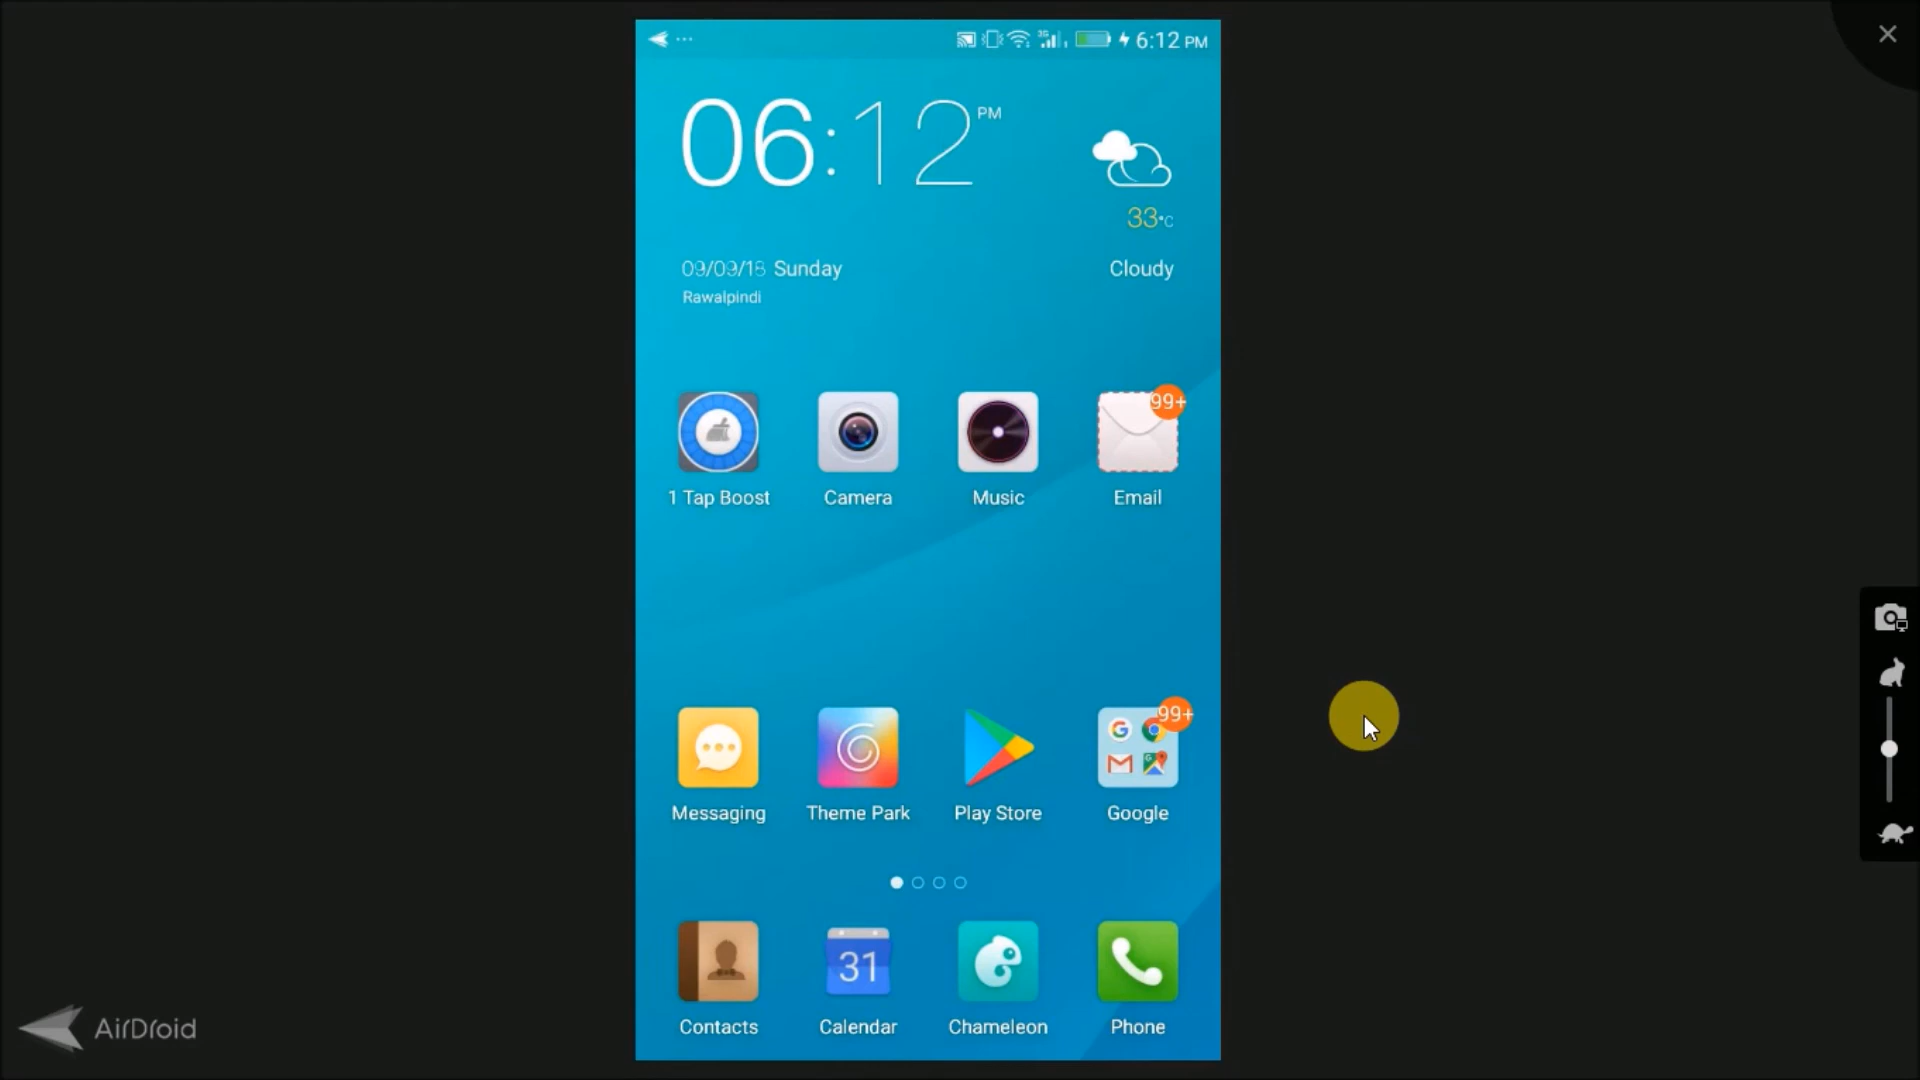 3G
6:12 PM
06:12 PM
33°C
09/09/18 Sunday
Cloudy
Rawalpindi
99+
1 Tap Boost
Camera
Music
Email
99+
Messaging
Theme Park
Play Store
Google
31
Contacts
Calendar
Chameleon
Phone
AirDroid